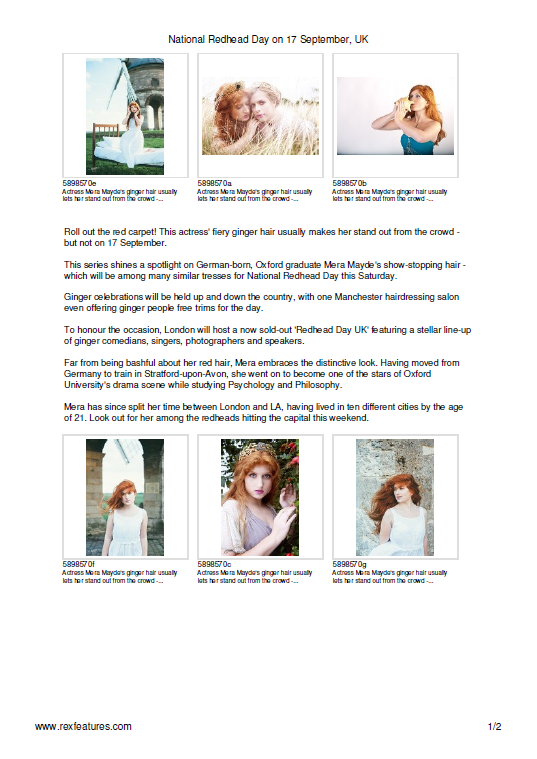 National Redhead Day on 17 September, UK
5898570e
Actress Mera Mayde's ginger hair usually
lets her stand out from the crowd -...
5898570a
Actress Mera Mayde's ginger hair usually
lets her stand out from the crowd -...
5898570b
Actress Mera Mayde's ginger hair usually
lets her stand out from the crowd -...
Roll out the red carpet! This actress' fiery ginger hair usually makes her stand out from the crowd -
but not on 17 September.
This series shines a spotlight on German-born, Oxford graduate Mera Mayde's show-stopping hair -
which will be among many similar tresses for National Redhead Day this Saturday.
Ginger celebrations will be held up and down the country, with one Manchester hairdressing salon
even offering ginger people free trims for the day.
To honour the occasion, London will host a now sold-out 'Redhead Day UK' featuring a stellar line-up
of ginger comedians, singers, photographers and speakers.
Far from being bashful about her red hair, Mera embraces the distinctive look. Having moved from
Germany to train in Stratford-upon-Avon, she went on to become one of the stars of Oxford
University's drama scene while studying Psychology and Philosophy.
Mera has since split her time between London and LA, having lived in ten different cities by the age
of 21. Look out for her among the redheads hitting the capital this weekend.
5898570f
Actress Mera Mayde's ginger hair usually
lets her stand out from the crowd -...
5898570c
Actress Mera Mayde's ginger hair usually
lets her stand out from the crowd -...
5898570g
Actress Mera Mayde's ginger hair usually
lets her stand out from the crowd -...
www.rexfeatures.com
1/2